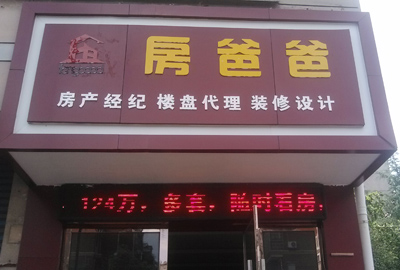 房爸爸
房产经纪 楼盘代理 装修设计
124万，多套，随时看房，